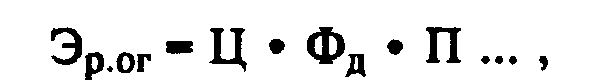 Эр.ог = Ц • Фд • П ... ,